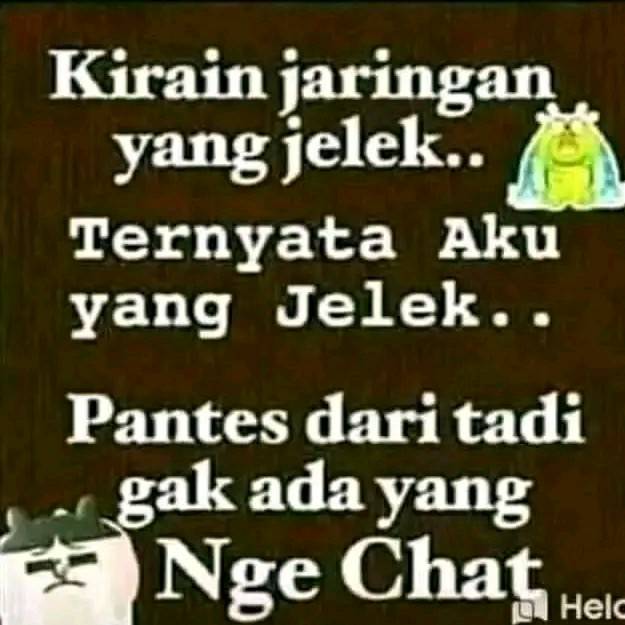 Kirain jaringan
yang jelek..
Ternyata Aku
yang Jelek..
Pantes dari tadi
gak ada yang
Nge Chat
Helo